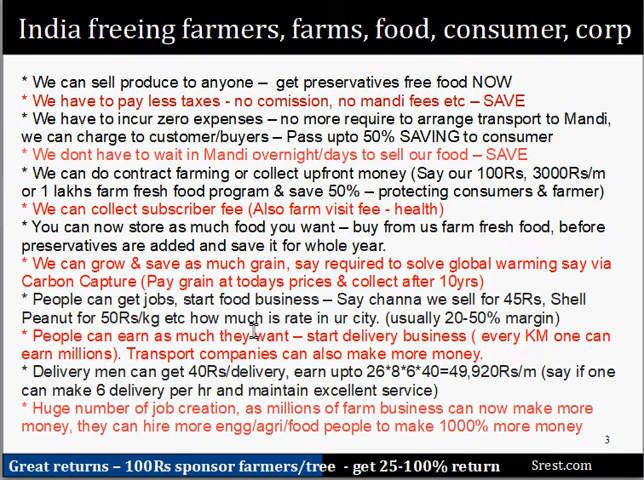 India freeing farmers, farms, food, consumer, corp
* We can sell produce to anyone – get preservatives free food NOW
* We have to pay less taxes - no comission, no mandi fees etc – SAVE
* We have to incur zero expenses – no more require to arrange transport to Mandi,
we can charge to customer/buyers – Pass upto 50% SAVING to consumer
* We dont have to wait in Mandi overnight/days to sell our food – SAVE
* We can do contract farming or collect upfront money (Say our 100Rs, 3000Rs/m
or 1 lakhs farm fresh food program & save 50% – protecting consumers & farmer)
* We can collect subscriber fee (Also farm visit fee - health)
* You can now store as much food you want – buy from us farm fresh food, before
preservatives are added and save it for whole year.
* We can grow & save as much grain, say required to solve global warming say via
Carbon Capture (Pay grain at todays prices & collect after 10yrs)
* People can get jobs, start food business – Say channa we sell for 45Rs, Shell
Peanut for 50Rs/kg etc how much is rate in ur city. (usually 20-50% margin)
* People can earn as much they want – start delivery business ( every KM one can
earn millions). Transport companies can also make more money.
* Delivery men can get 40Rs/delivery, earn upto 26*8*6*40=49,920Rs/m (say if one
can make 6 delivery per hr and maintain excellent service)
* Huge number of job creation, as millions of farm business can now make more
money, they can hire more engg/agri/food people to make 1000% more money
3
Great returns – 100Rs sponsor farmers/tree - get 25-100% return
Srest.com